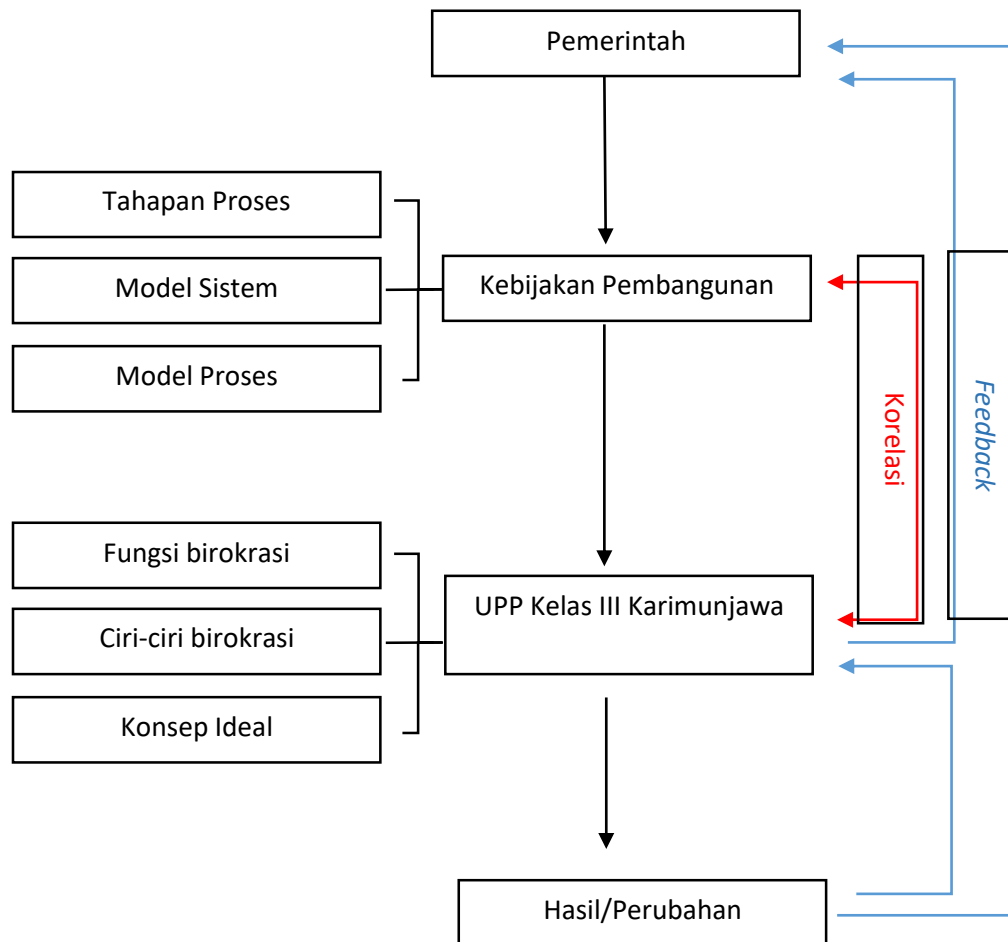 Pemerintah
Tahapan Proses
Model Sistem
Kebijakan Pembangunan
Model Proses
Korelasi
Feedback
Fungsi birokrasi
UPP Kelas III Karimunjawa
Ciri-ciri birokrasi
Konsep Ideal
Hasil/Perubahan